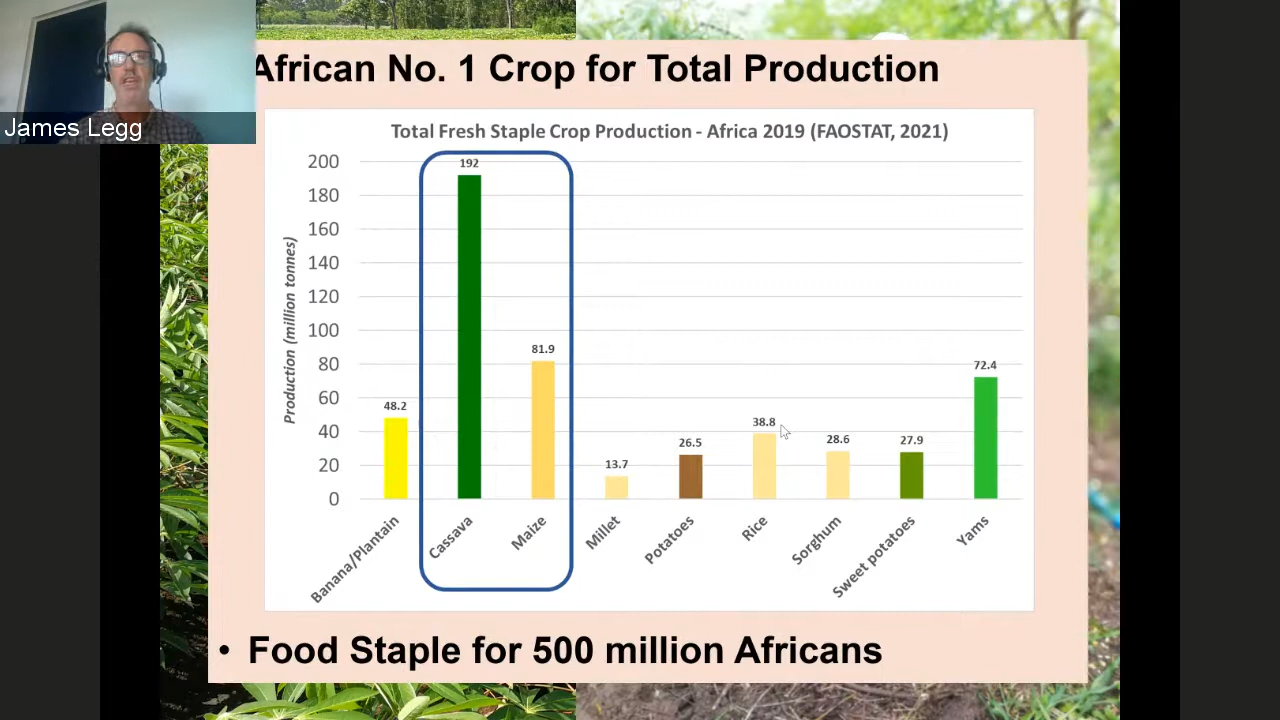 African No. 1 Crop for Total Production
James Legg
Total Fresh Staple Crop Production - Africa 2019 (FAOSTAT, 2021)
Production (million tonnes)
200
180
160
140
120
100
80
60
40
20
0
48.2
192
81.9
13.7
26.5
38.8
28.6
27.9
72.4
Banana/Plantain
Cassava
Maize
Millet
Potatoes
Rice
Sorghum
Sweet potatoes
Yams
• Food Staple for 500 million Africans